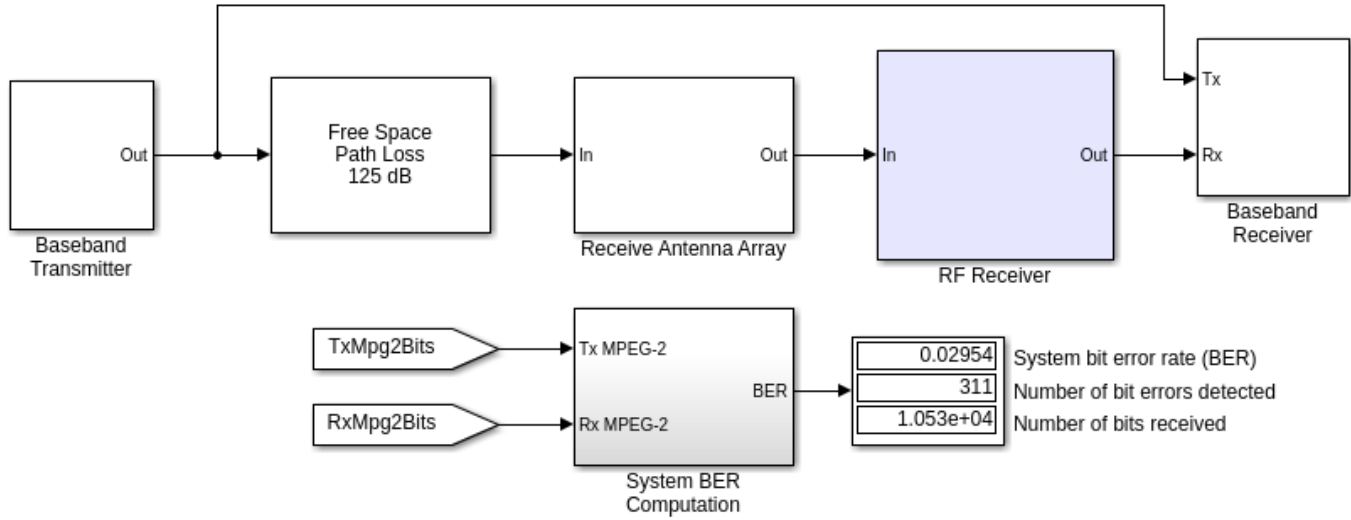 Out
Baseband
Transmitter
Free Space
Path Loss
125 dB
In
Out
Receive Antenna Array
In
Out
RF Receiver
Tx
Rx
Baseband
Receiver
TxMpg2Bits
RxMpg2Bits
Tx MPEG-2
Rx MPEG-2
BER
System BER
Computation
0.02954 System bit error rate (BER)
311 Number of bit errors detected
1.053e+04 Number of bits received